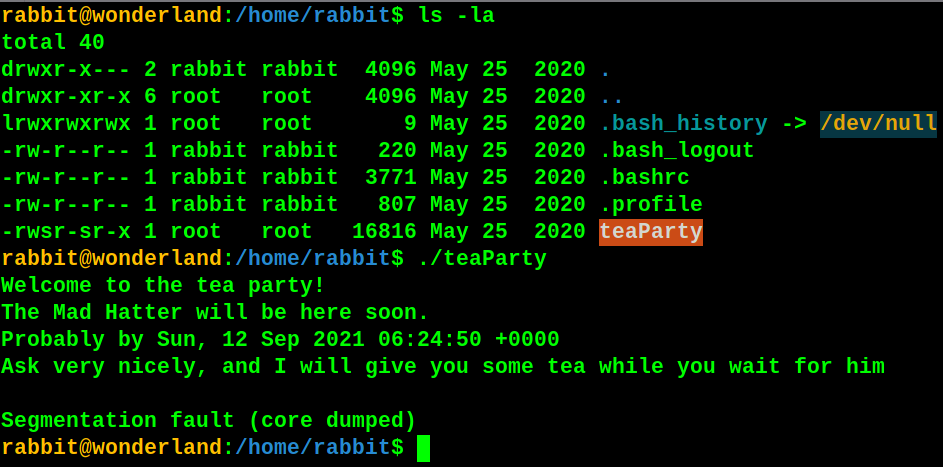 rabbit@wonderland:/home/rabbit$ ls -la
total 40
drwxr-x--- 2 rabbit rabbit  4096 May 25  2020 .
drwxr-xr-x 6 root   root    4096 May 25  2020 ..
lrwxrwxrwx 1 root   root       9 May 25  2020 .bash_history -> /dev/null
-rw-r--r-- 1 rabbit rabbit   220 May 25  2020 .bash_logout
-rw-r--r-- 1 rabbit rabbit  3771 May 25  2020 .bashrc
-rw-r--r-- 1 rabbit rabbit   807 May 25  2020 .profile
-rwsr-sr-x 1 root   root   16816 May 25  2020 teaParty
rabbit@wonderland:/home/rabbit$ ./teaParty
Welcome to the tea party!
The Mad Hatter will be here soon.
Probably by Sun, 12 Sep 2021 06:24:50 +0000
Ask very nicely, and I will give you some tea while you wait for him
Segmentation fault (core dumped)
rabbit@wonderland:/home/rabbit$